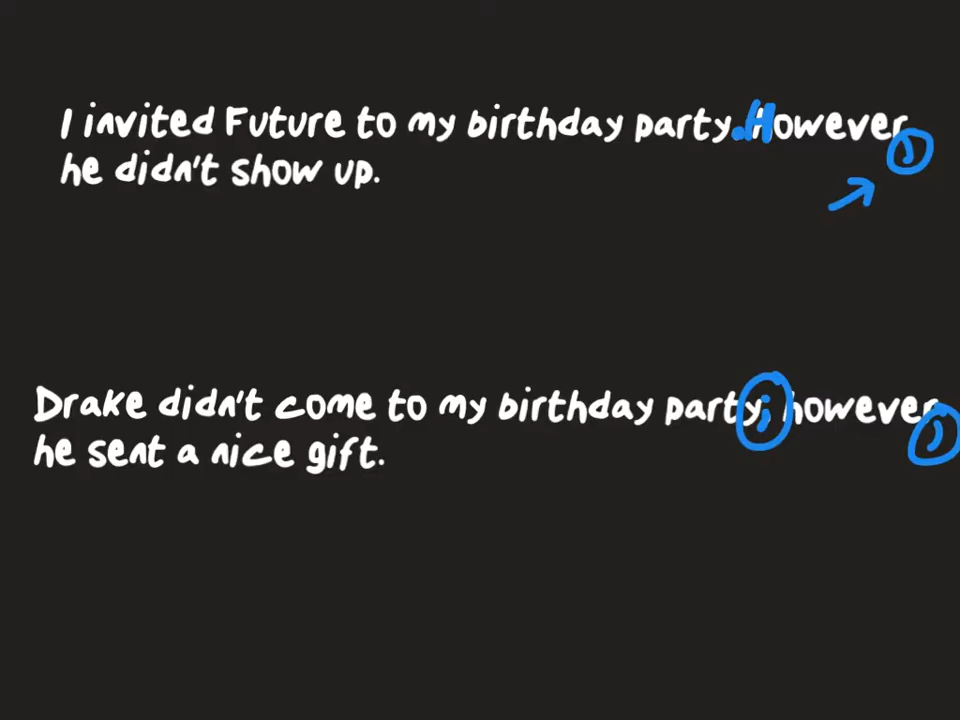 I invited Future to my birthday party. However,
he didn't show up.
Drake didn't come to my birthday party; however,
he sent a nice gift.